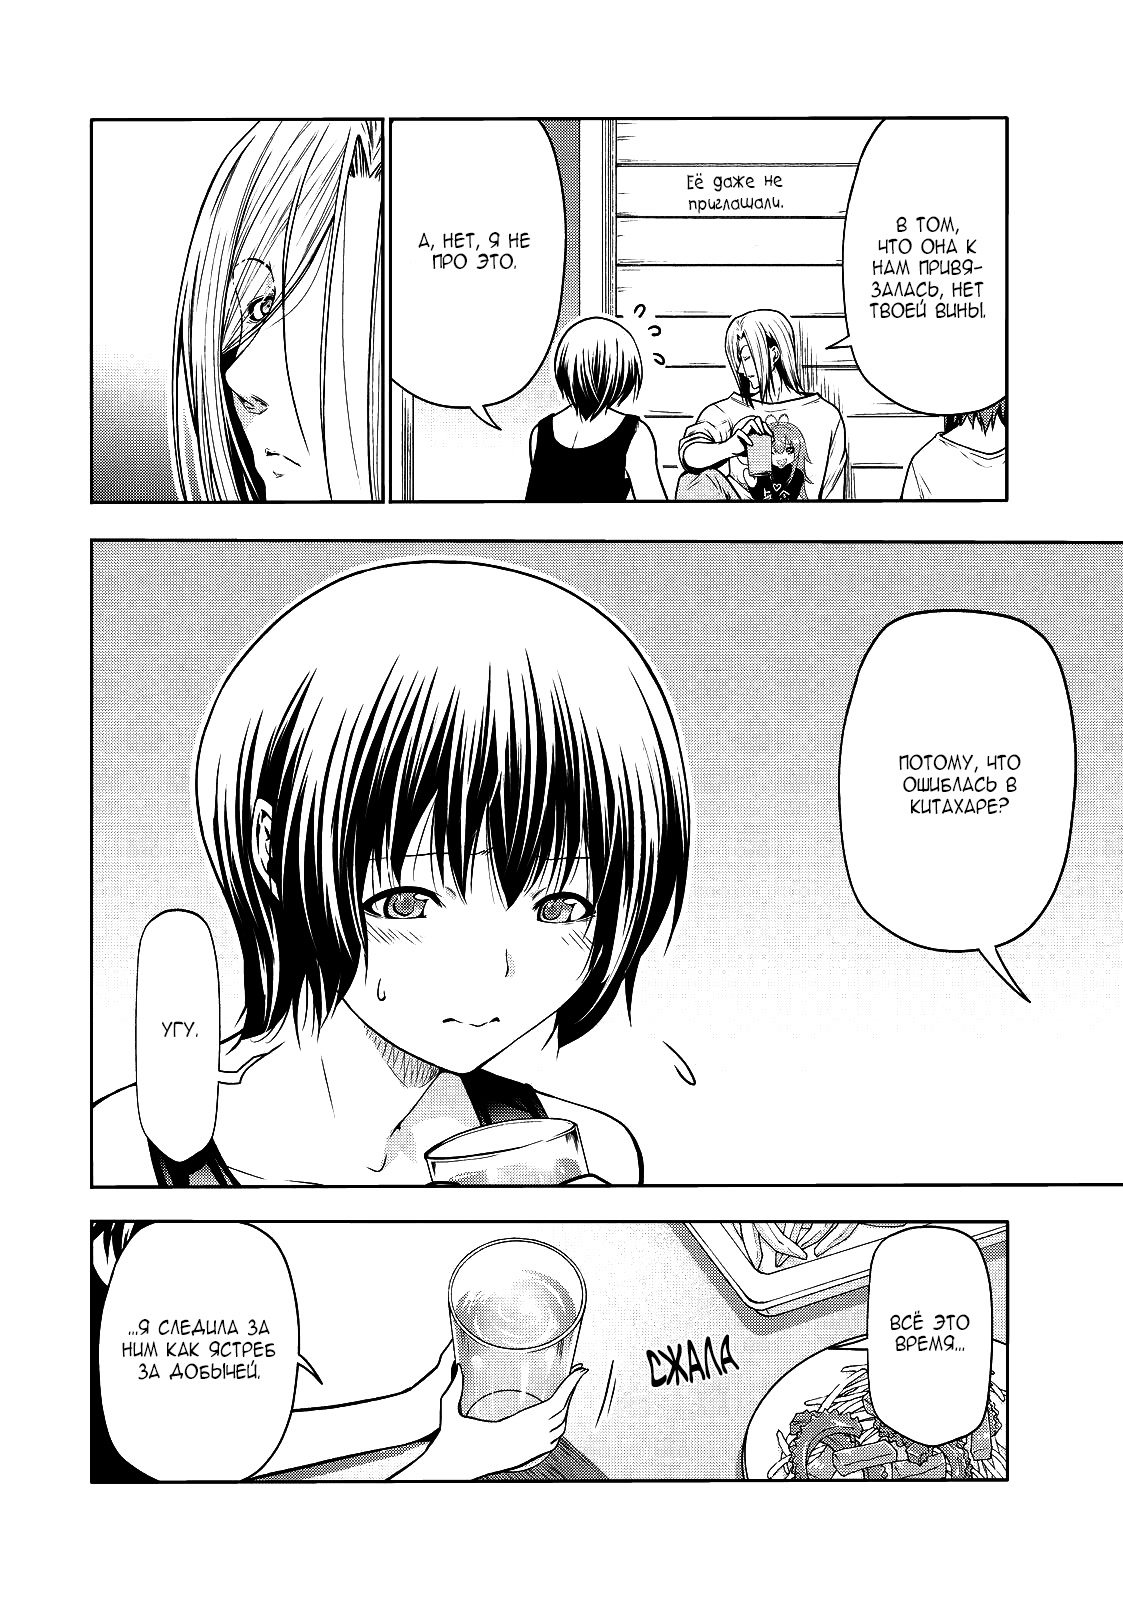 В ТОМ,
ЧТО ОНА К
НАМ ПРИВЯ-
ЗАЛАСЬ, НЕТ
ТВОЕЙ ВИНЫ.
Её даже не
приглашали.
А, НЕТ, Я НЕ
ПРО ЭТО.
ПОТОМУ, ЧТО
ОШИБЛАСЬ В
КИТАХАРЕ?
УГУ.
ВСЁ ЭТО
ВРЕМЯ...
СЖАЛА
...Я СЛЕДИЛА ЗА
НИМ КАК ЯСТРЕБ
ЗА ДОБЫЧЕЙ.